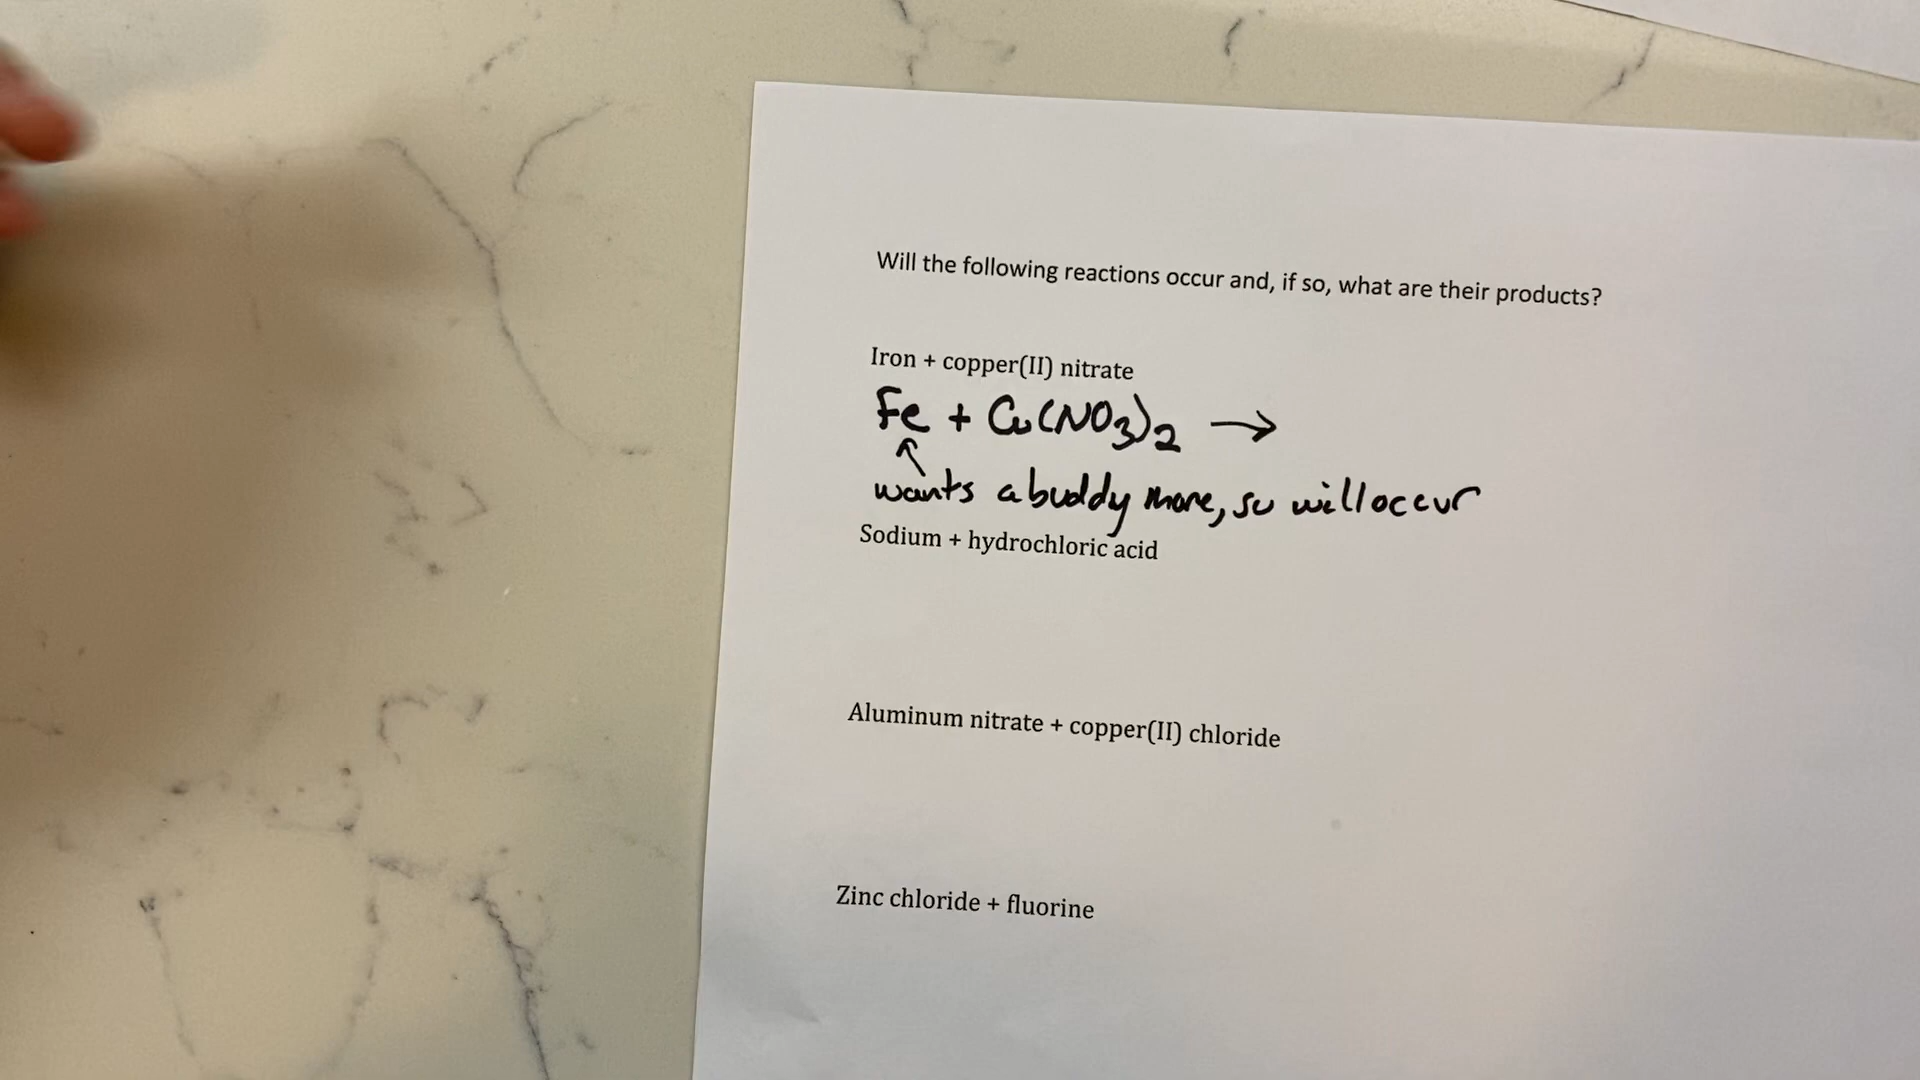 Will the following reactions occur and, if so, what are their products?
Iron + copper(II) nitrate
Fe + Cu(NO3)2 →
↑
wants a buddy more, so will occur
Sodium + hydrochloric acid
Aluminum nitrate + copper(II) chloride
Zinc chloride + fluorine